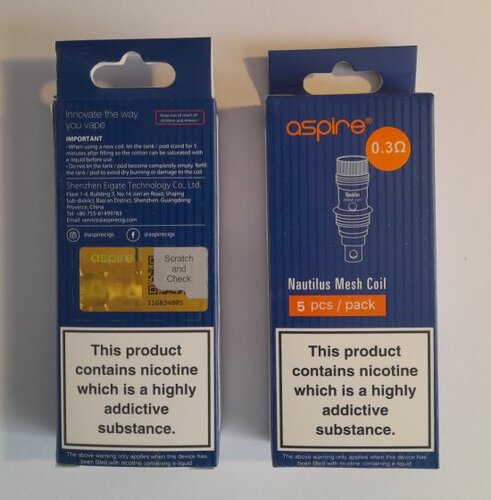 Innovate the way
you vape
Keep out of reach of
children and minors!
IMPORTANT
•When using a new coil, let the tank / pod stand for 5
minutes after filling so the cotton can be saturated with
e-liquid before use
•Do not let the tank / pod become completely empty. Refill
the tank / pod to avoid dry burning or damage to the coil.
Shenzhen Eigate Technology Co., Ltd.
Floor 1-4, Building 3, No.14 Jian'an Road, Shajing
Sub-district, Bao'an District, Shenzhen, Guangdong
Province, China
Tel :+86-755-81499793
Email :service@aspirecig.com
@aspirecigs
@aspirecigs
aspire
Scratch
and
Check
116824005
This product
contains nicotine
which is a highly
addictive
substance.
The above warning only applies when this device has
been filled with nicotine containing e-liquid
aspire®
0.3Ω
Nautilus
Nautilus Mesh Coil
5 pcs / pack
This product
contains nicotine
which is a highly
addictive
substance.
The above warning only applies when this device has
been filled with nicotine containing e-liquid